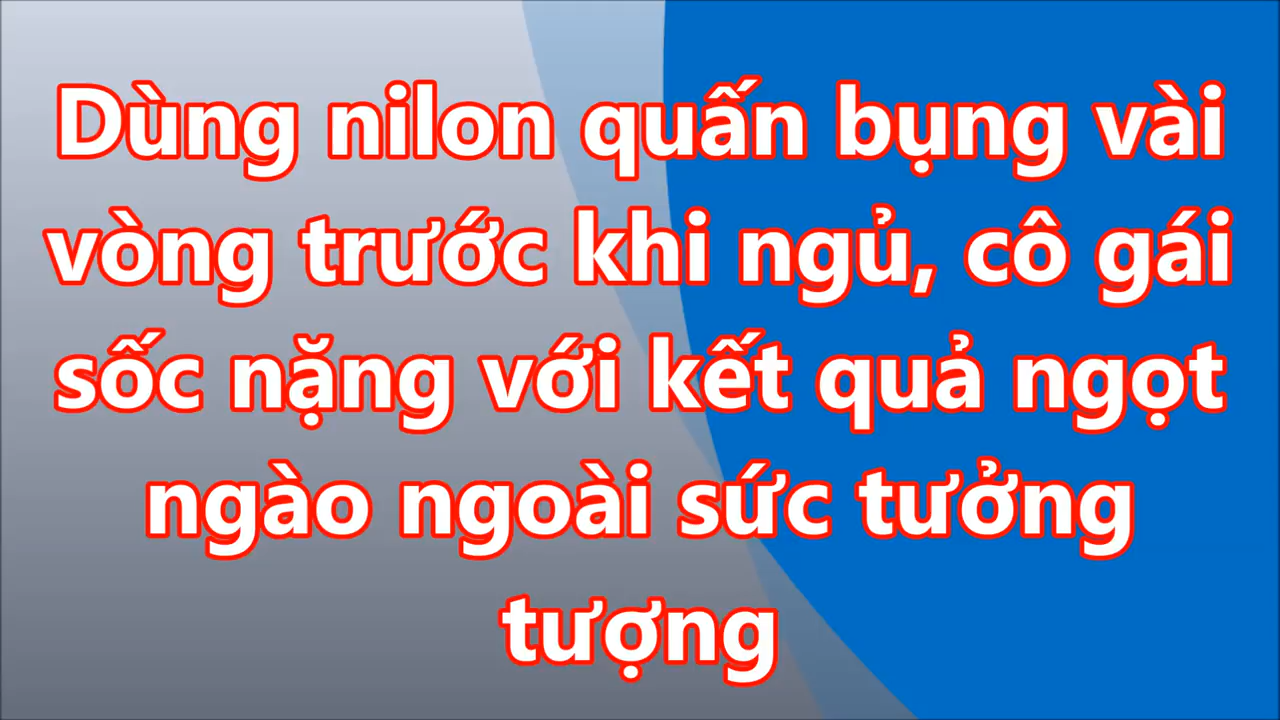 Dùng nilon quấn bụng vài
vòng trước khi ngủ, cô gái
sốc nặng với kết quả ngọt
ngào ngoài sức tưởng
tượng